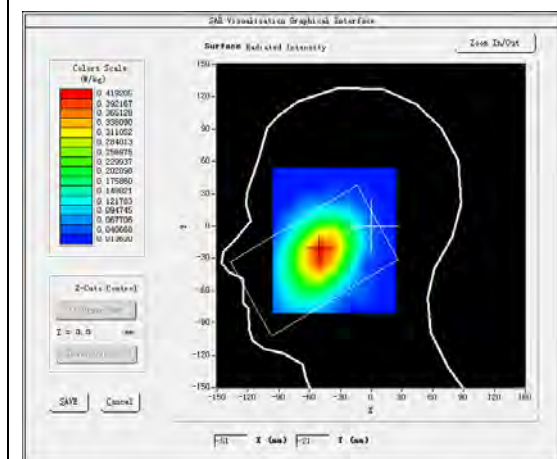 SAR Visualisation Graphical Interface
Surface Radiated Intensity
Zoom In/Out
Colors Scale
(W/kg)
0.419205
0.392167
0.365128
0.338090
0.311052
0.284013
0.256975
0.229937
0.202898
0.175860
0.148821
0.121783
0.094745
0.067706
0.040668
0.013630
150
120
90
60
30
0
-30
-60
-90
-120
-150
Y
-150 -120 -90 -60 -30 0 30 60 90 120 150
X
Z-Cuts Control
Z = 0.0 mm
SAVE
Cancel
-51 X (mm) -21 Y (mm)